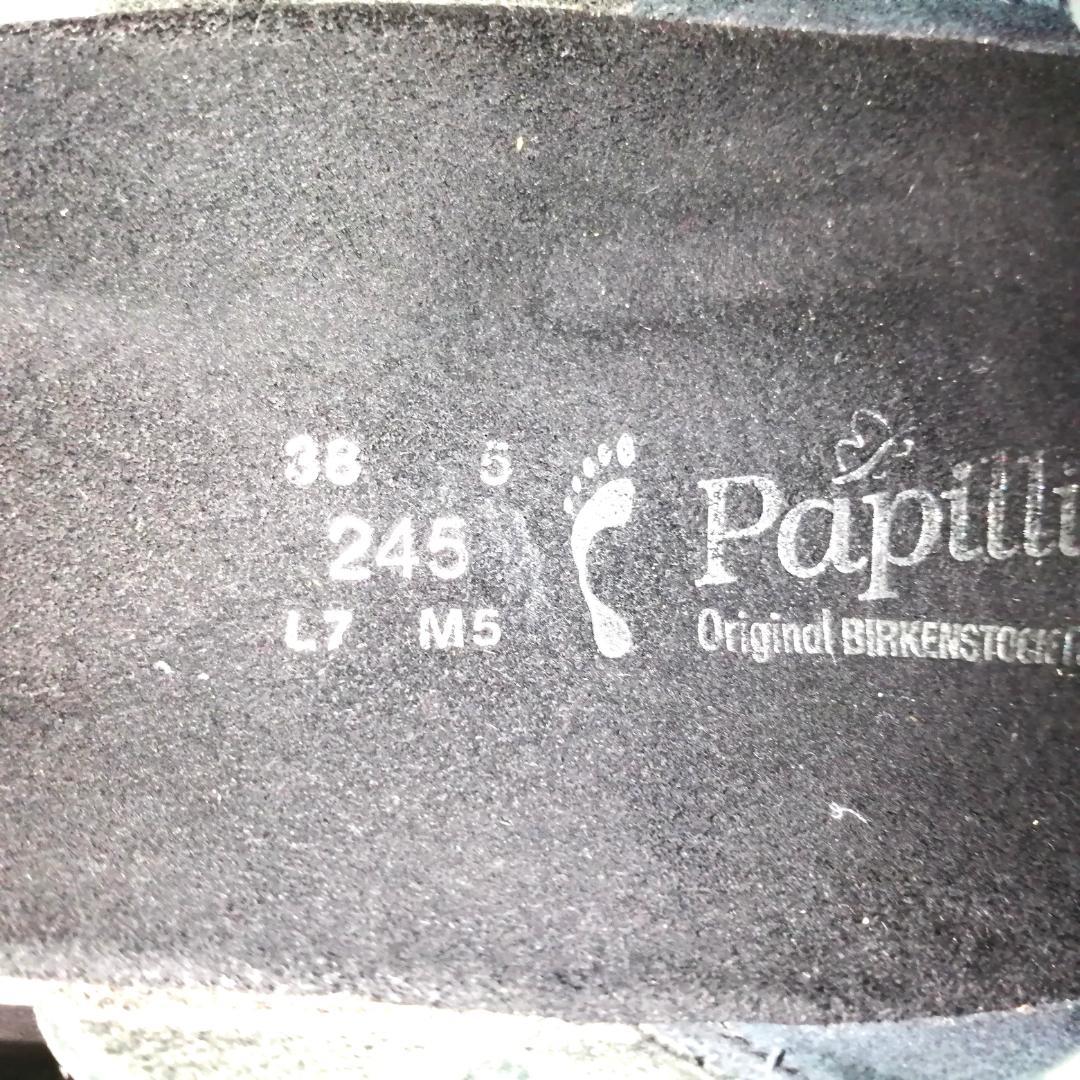 38 5
245
L7 M5
Papilli
Original BIRKENSTOCK